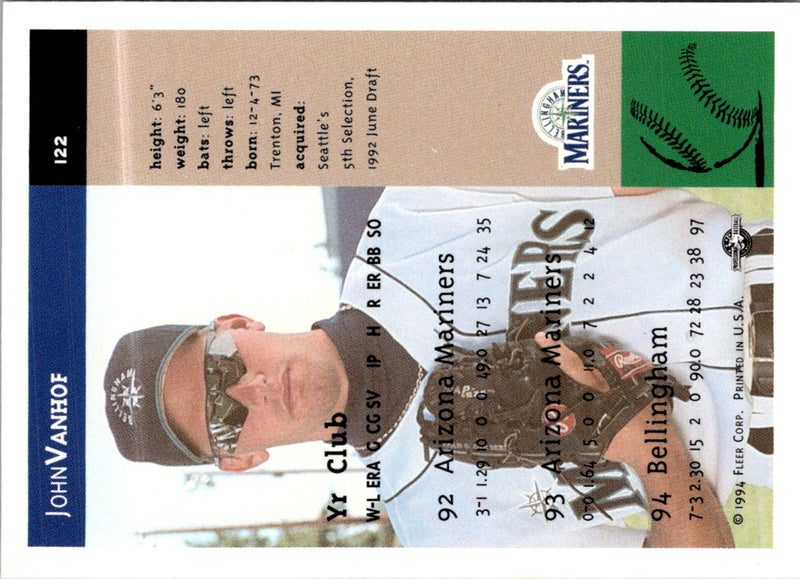 JOHN VANHOF
122
height: 6'3"
weight: 180
bats: left
throws: left
born: 12-4-73
Trenton, MI
acquired:
Seattle's
5th Selection,
1992 June Draft
BELLINGHAM
MARINERS
BELLINGHAM
Yr Club
W-L ERA G CG SV IP H R ER BB SO
92 Arizona Mariners
3-1 1.29 10 0 0 49.0 27 13 7 24 35
93 Arizona Mariners
0-0 1.64 5 0 0 11.0 7 2 2 4 12
94 Bellingham
7-3 2.30 15 2 0 90.0 72 28 23 38 97
© 1994 FLEER CORP. PRINTED IN U.S.A.